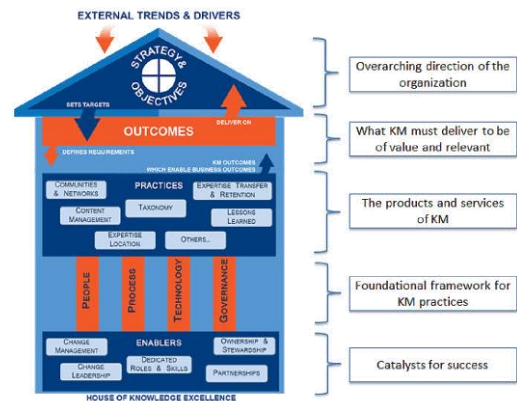 EXTERNAL TRENDS & DRIVERS
STRATEGY &
OBJECTIVES
SETS TARGETS
DELIVER ON
OUTCOMES
DEFINES REQUIREMENTS
KM OUTCOMES
WHICH ENABLE BUSINESS OUTCOMES
PRACTICES
COMMUNITIES
& NETWORKS
EXPERTISE TRANSFER
& RETENTION
CONTENT
MANAGEMENT
TAXONOMY
LESSONS
LEARNED
EXPERTISE
LOCATION
OTHERS...
PEOPLE
PROCESS
TECHNOLOGY
GOVERNANCE
ENABLERS
CHANGE
MANAGEMENT
OWNERSHIP &
STEWARDSHIP
DEDICATED
ROLES & SKILLS
CHANGE
LEADERSHIP
PARTNERSHIPS
HOUSE OF KNOWLEDGE EXCELLENCE
Overarching direction of the
organization
What KM must deliver to be
of value and relevant
The products and services
of KM
Foundational framework for
KM practices
Catalysts for success